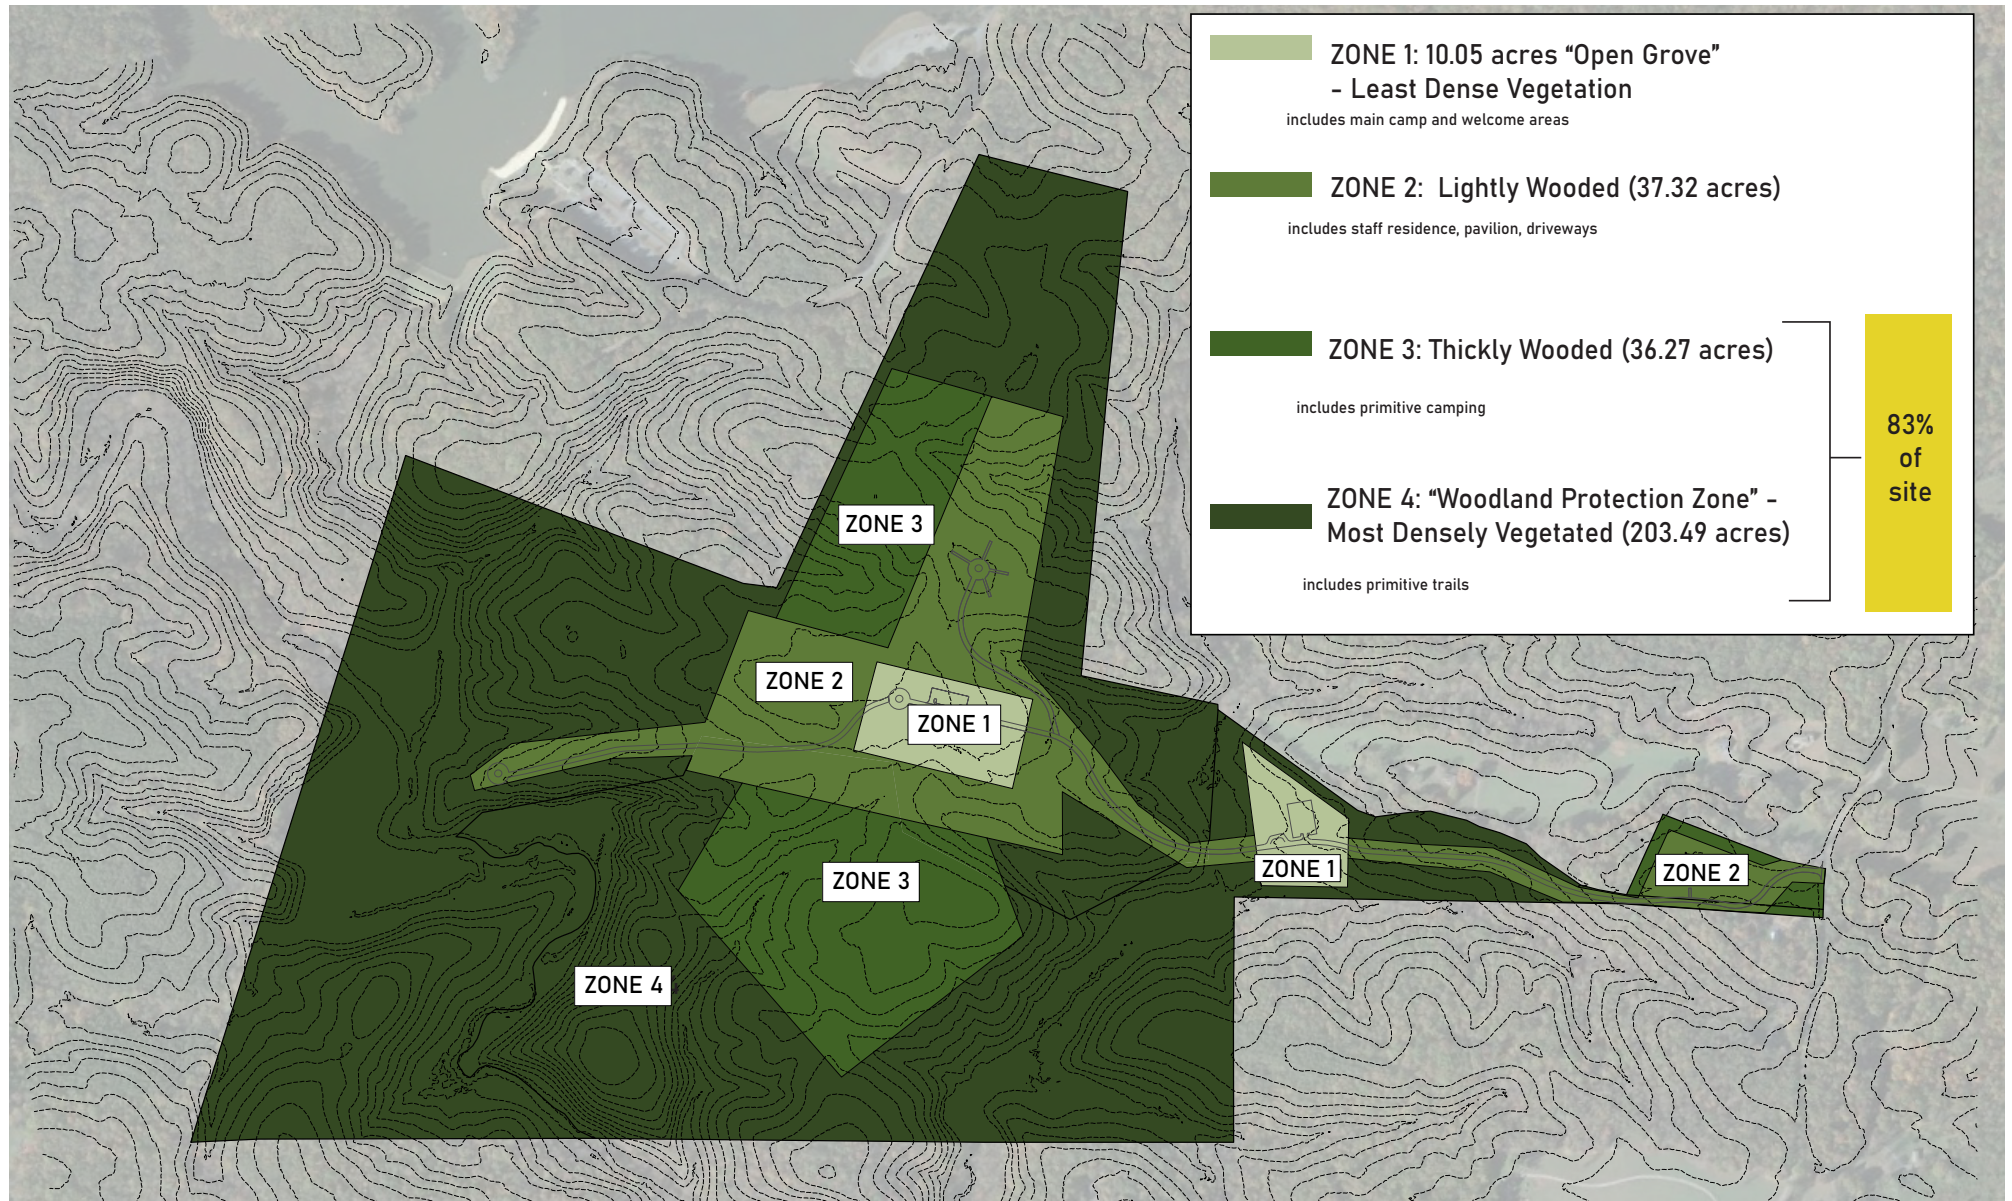 ZONE 1: 10.05 acres “Open Grove”
- Least Dense Vegetation
includes main camp and welcome areas
ZONE 2: Lightly Wooded (37.32 acres)
includes staff residence, pavilion, driveways
ZONE 3: Thickly Wooded (36.27 acres)
includes primitive camping
ZONE 4: “Woodland Protection Zone” -
Most Densely Vegetated (203.49 acres)
includes primitive trails
83%
of
site
ZONE 3
ZONE 2
ZONE 1
ZONE 3
ZONE 1
ZONE 2
ZONE 4